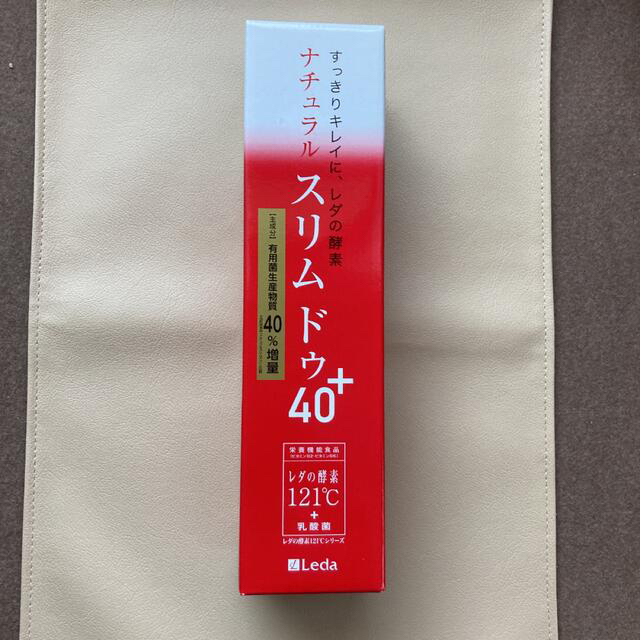 すっきりキレイに、レダの酵素
ナチュラル
スリム ドゥ
40+
【主成分】有用菌生産物質
40%増量
栄養機能食品
レダの酵素
121℃
+
乳酸菌
レダの酵素121℃シリーズ
Leda